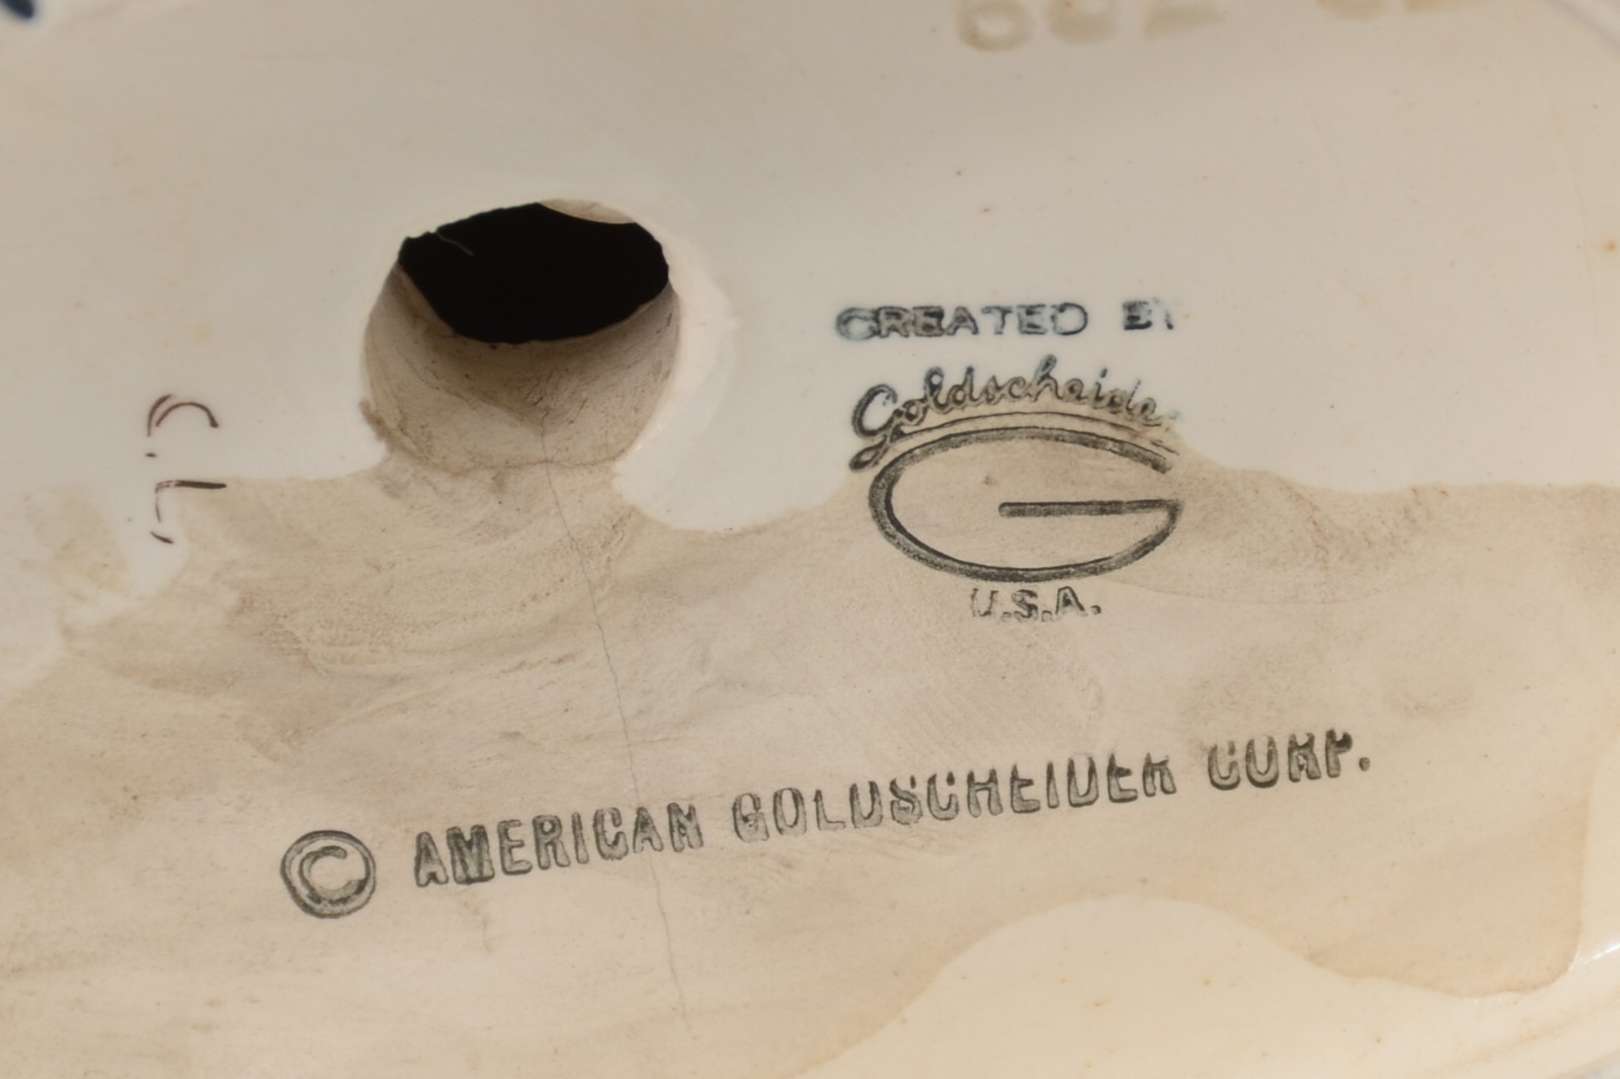 CREATED BY
Goldscheider
G
U.S.A.
© AMERICAN GOLDSCHEIDER CORP.